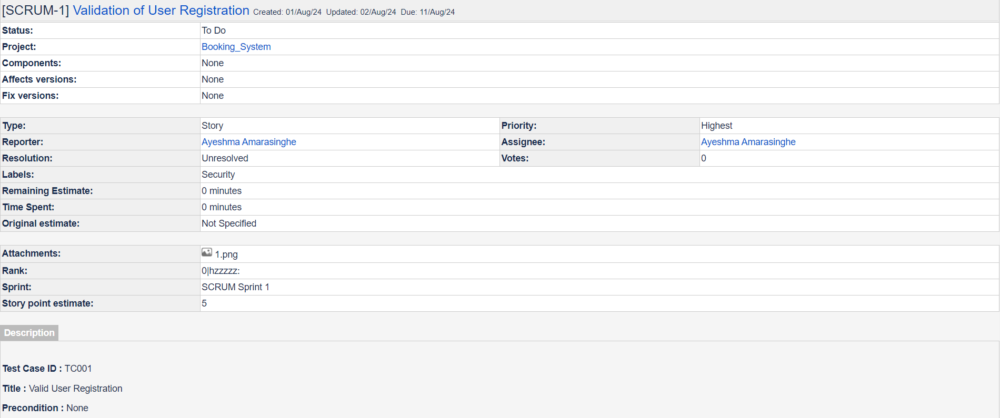 [SCRUM-1] Validation of User Registration Created: 01/Aug/24 Updated: 02/Aug/24 Due: 11/Aug/24
Status: To Do
Project: Booking_System
Components: None
Affects versions: None
Fix versions: None
Type: Story Priority: Highest
Reporter: Ayeshma Amarasinghe Assignee: Ayeshma Amarasinghe
Resolution: Unresolved Votes: 0
Labels: Security
Remaining Estimate: 0 minutes
Time Spent: 0 minutes
Original estimate: Not Specified
Attachments: 1.png
Rank: 0|hzzzzz:
Sprint: SCRUM Sprint 1
Story point estimate: 5
Description
Test Case ID : TC001
Title : Valid User Registration
Precondition : None